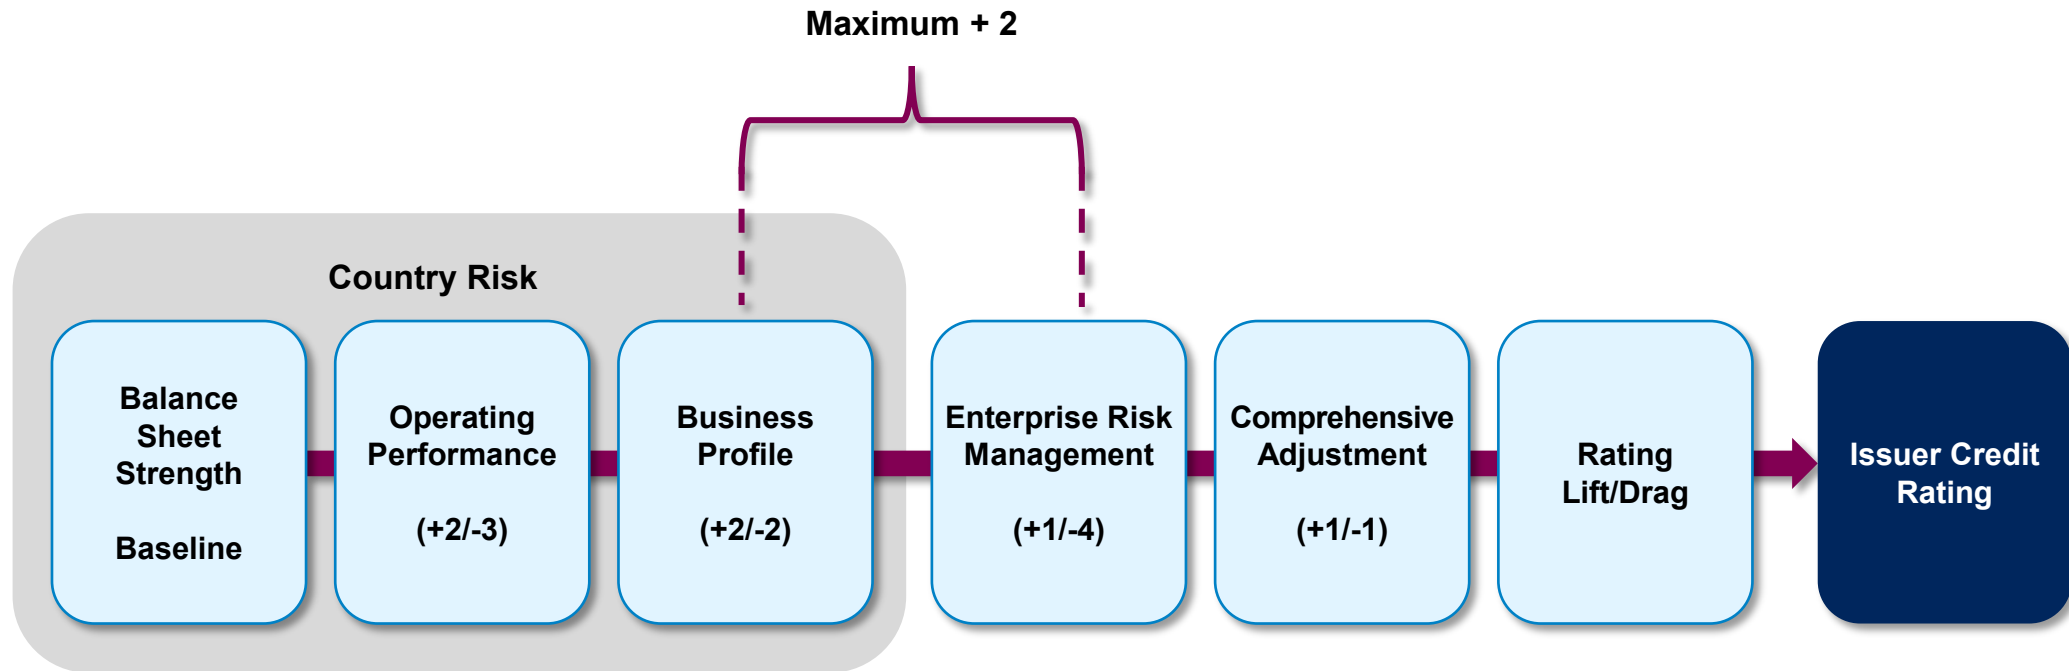 Maximum + 2
Country Risk
Balance
Sheet
Strength
Baseline
Operating
Performance
(+2/-3)
Business
Profile
(+2/-2)
Enterprise Risk
Management
(+1/-4)
Comprehensive
Adjustment
(+1/-1)
Rating
Lift/Drag
Issuer Credit
Rating